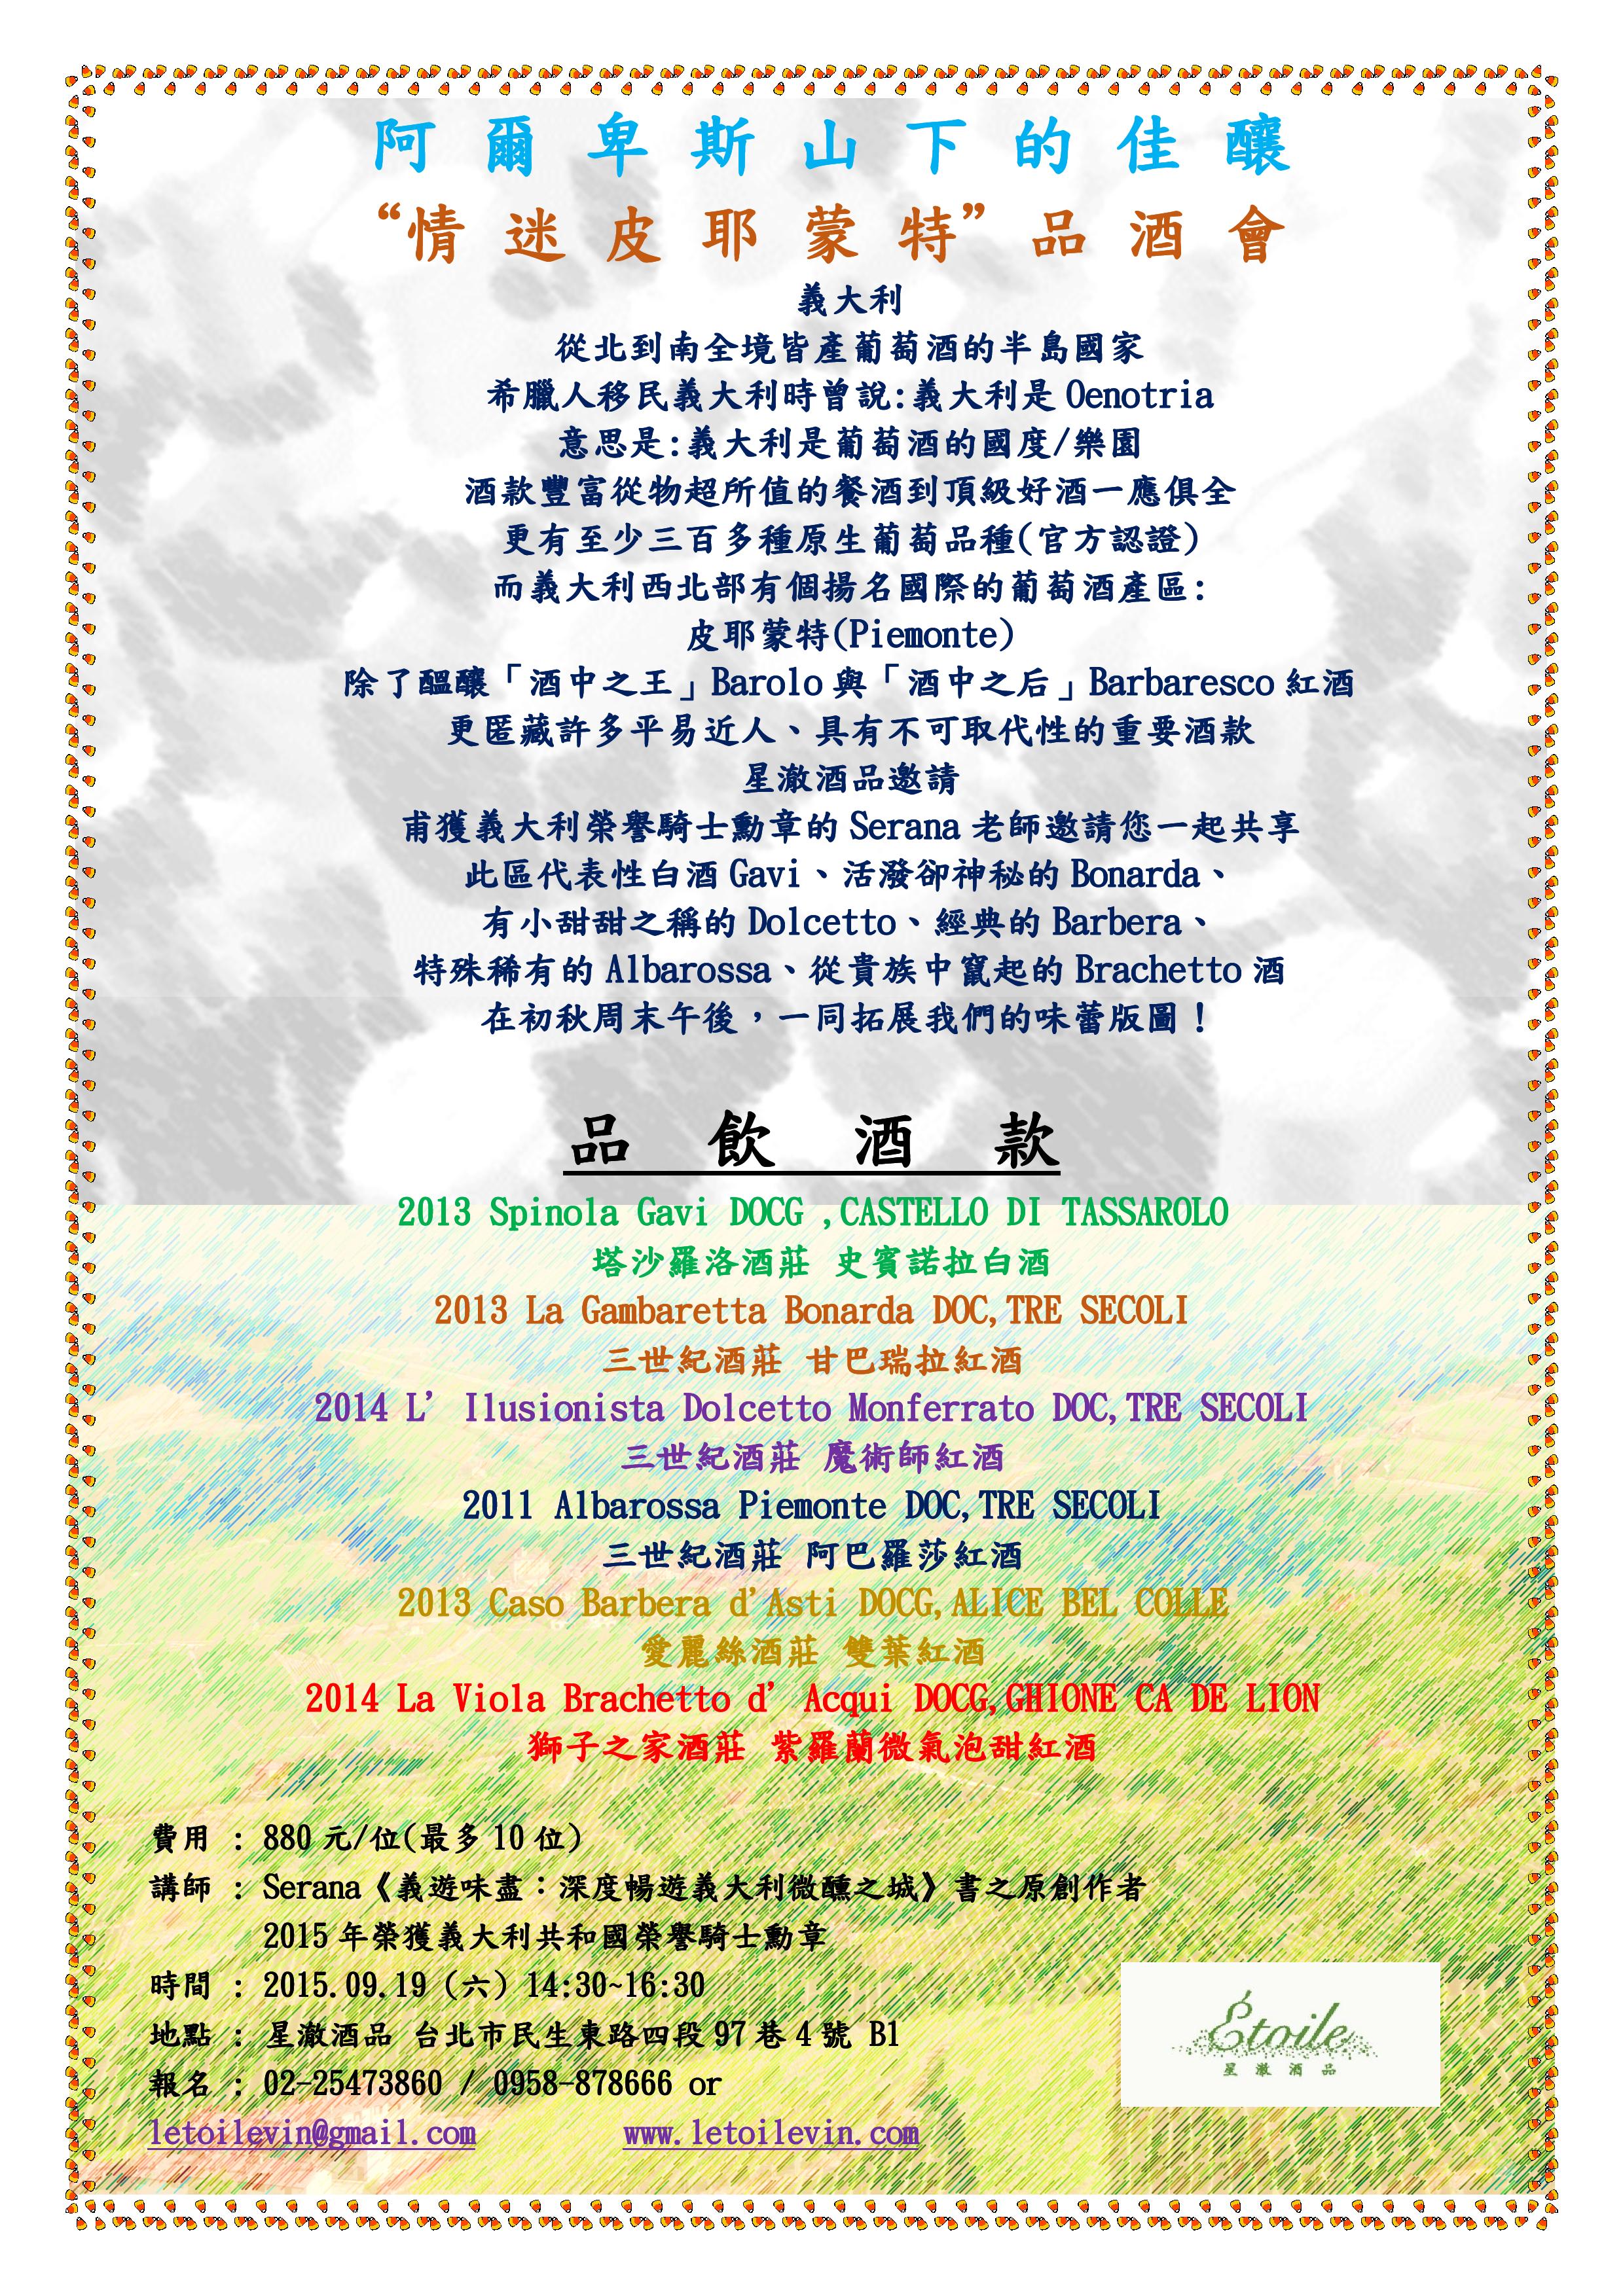 阿爾卑斯山下的佳釀
“情迷皮耶蒙特”品酒會
義大利
從北到南全境皆產葡萄酒的半島國家
希臘人移民義大利時曾說:義大利是 Oenotria
意思是:義大利是葡萄酒的國度/樂園
酒款豐富從物超所值的餐酒到頂級好酒一應俱全
更有至少三百多種原生葡萄品種(官方認證)
而義大利西北部有個揚名國際的葡萄酒產區:
皮耶蒙特(Piemonte)
除了醞釀「酒中之王」Barolo 與「酒中之后」Barbaresco 紅酒
更匿藏許多平易近人、具有不可取代性的重要酒款
星澈酒品邀請
甫獲義大利榮譽騎士勳章的 Serana 老師邀請您一起共享
此區代表性白酒 Gavi、活潑卻神秘的 Bonarda、
有小甜甜之稱的 Dolcetto、經典的 Barbera、
特殊稀有的 Albarossa、從貴族中竄起的 Brachetto 酒
在初秋周末午後，一同拓展我們的味蕾版圖！
品飲酒款
2013 Spinola Gavi DOCG ,CASTELLO DI TASSAROLO
塔沙羅洛酒莊 史賓諾拉白酒
2013 La Gambaretta Bonarda DOC,TRE SECOLI
三世紀酒莊 甘巴瑞拉紅酒
2014 L’ Ilusionista Dolcetto Monferrato DOC,TRE SECOLI
三世紀酒莊 魔術師紅酒
2011 Albarossa Piemonte DOC,TRE SECOLI
三世紀酒莊 阿巴羅莎紅酒
2013 Caso Barbera d'Asti DOCG,ALICE BEL COLLE
愛麗絲酒莊 雙葉紅酒
2014 La Viola Brachetto d’ Acqui DOCG,GHIONE CA DE LION
獅子之家酒莊 紫羅蘭微氣泡甜紅酒
費用 : 880 元/位(最多 10 位)
講師 : Serana《義遊味盡：深度暢遊義大利微醺之城》書之原創作者
2015 年榮獲義大利共和國榮譽騎士勳章
時間 : 2015.09.19 (六) 14:30~16:30
地點 : 星澈酒品 台北市民生東路四段 97 巷 4 號 B1
報名 : 02-25473860 / 0958-878666 or
letoilevin@gmail.com www.letoilevin.com
Étoile
星澈酒品